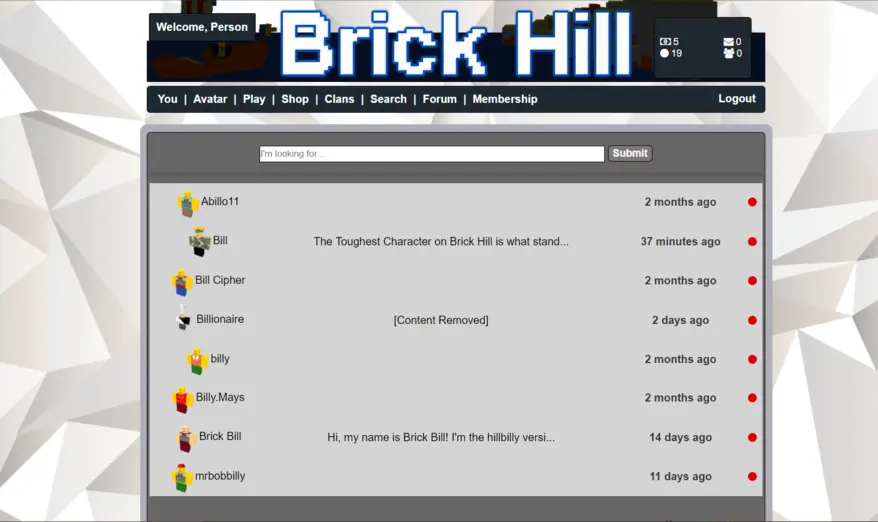 Welcome, Person
Brick Hill
5 0
19 0
You | Avatar | Play | Shop | Clans | Search | Forum | Membership Logout
I'm looking for... Submit
Abillo11 2 months ago
Bill The Toughest Character on Brick Hill is what stand... 37 minutes ago
Bill Cipher 2 months ago
Billionaire [Content Removed] 2 days ago
billy 2 months ago
Billy.Mays 2 months ago
Brick Bill Hi, my name is Brick Bill! I'm the hillbilly versi... 14 days ago
mrbobbilly 11 days ago